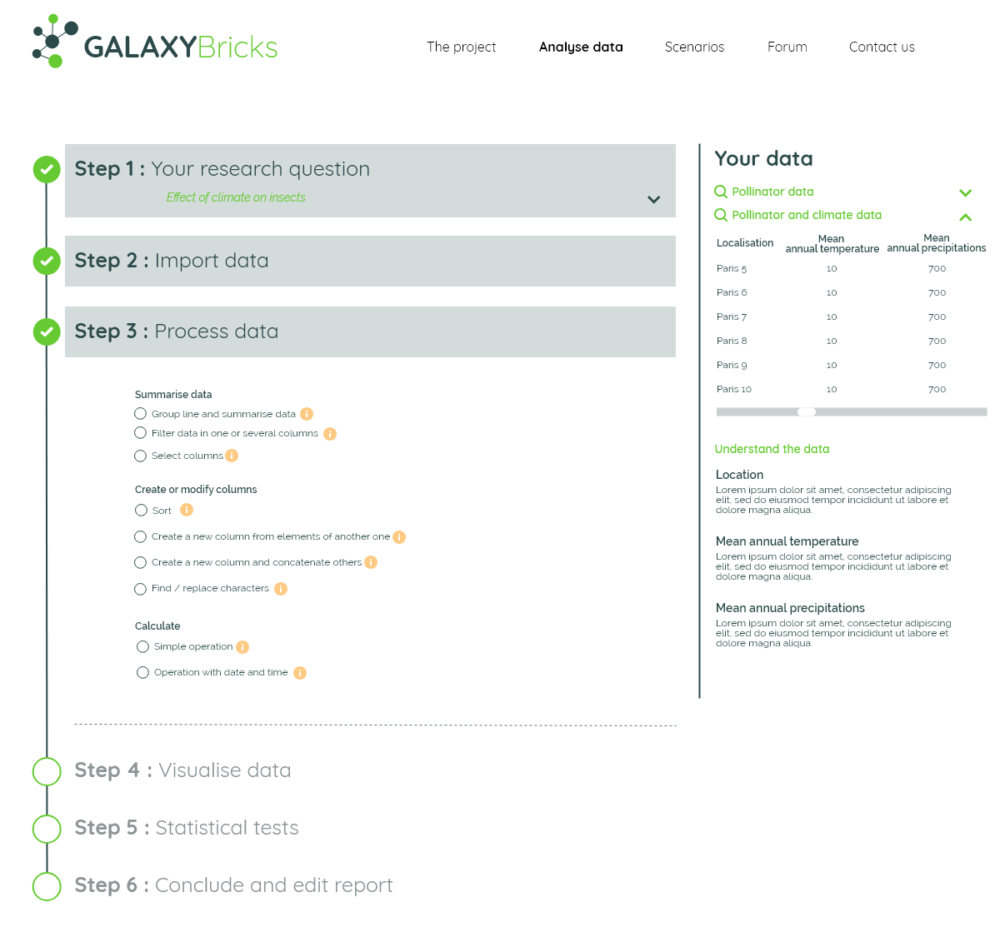 GALAXYBricks
The project Analyse data Scenarios Forum Contact us
Step 1 : Your research question
Effect of climate on insects
Step 2 : Import data
Step 3 : Process data
Summarise data
Group line and summarise data
Filter data in one or several columns
Select columns
Create or modify columns
Sort
Create a new column from elements of another one
Create a new column and concatenate others
Find / replace characters
Calculate
Simple operation
Operation with date and time
Step 4 : Visualise data
Step 5 : Statistical tests
Step 6 : Conclude and edit report
Your data
Pollinator data
Pollinator and climate data
Localisation Mean annual temperature Mean annual precipitations
Paris 5 10 700
Paris 6 10 700
Paris 7 10 700
Paris 8 10 700
Paris 9 10 700
Paris 10 10 700
Understand the data
Location
Lorem ipsum dolor sit amet, consectetur adipiscing
elit, sed do eiusmod tempor incididunt ut labore et
dolore magna aliqua.
Mean annual temperature
Lorem ipsum dolor sit amet, consectetur adipiscing
elit, sed do eiusmod tempor incididunt ut labore et
dolore magna aliqua.
Mean annual precipitations
Lorem ipsum dolor sit amet, consectetur adipiscing
elit, sed do eiusmod tempor incididunt ut labore et
dolore magna aliqua.